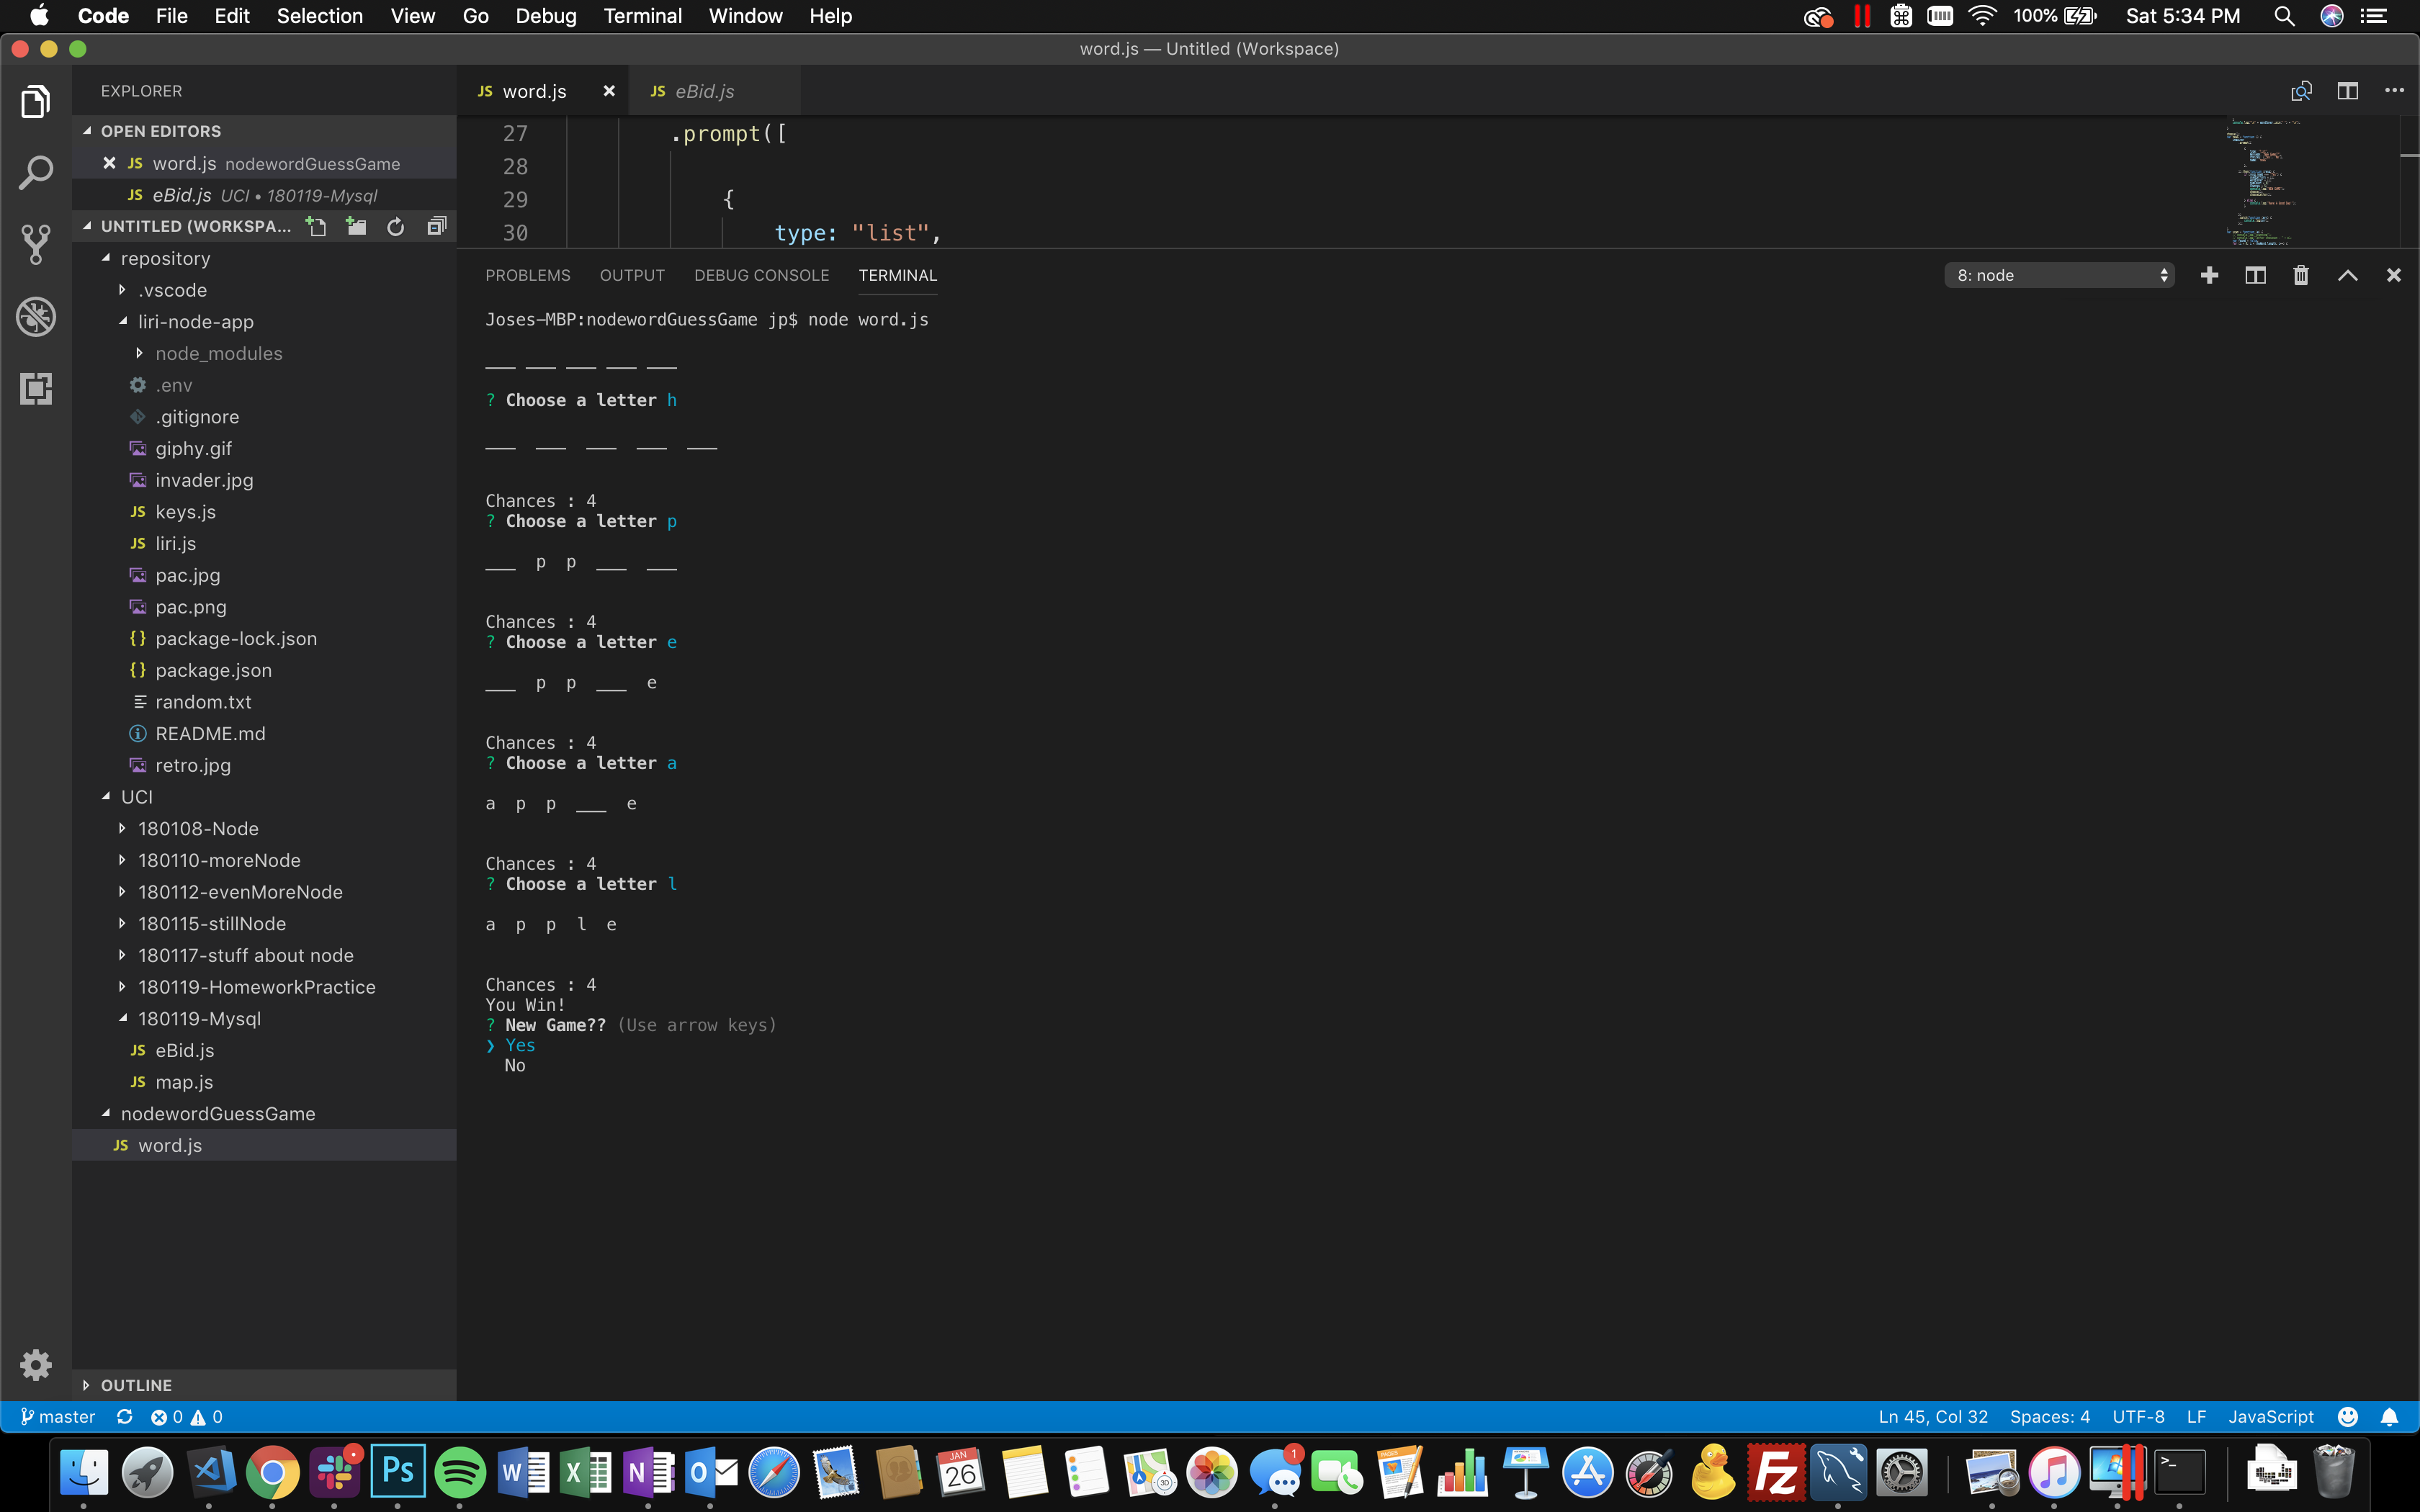 Code File Edit Selection View Go Debug Terminal Window Help 100% Sat 5:34 PM
word.js — Untitled (Workspace)
EXPLORER
OPEN EDITORS
JS word.js nodewordGuessGame
JS eBid.js UCI • 180119-Mysql
UNTITLED (WORKSPA...
repository
.vscode
liri-node-app
node_modules
.env
.gitignore
giphy.gif
invader.jpg
JS keys.js
JS liri.js
pac.jpg
pac.png
{} package-lock.json
{} package.json
random.txt
README.md
retro.jpg
UCI
180108-Node
180110-moreNode
180112-evenMoreNode
180115-stillNode
180117-stuff about node
180119-HomeworkPractice
180119-Mysql
JS eBid.js
JS map.js
nodewordGuessGame
JS word.js
OUTLINE
JS word.js JS eBid.js
27 .prompt([
28
29 {
30 type: "list",
PROBLEMS OUTPUT DEBUG CONSOLE TERMINAL 8: node
Joses-MBP:nodewordGuessGame jp$ node word.js
___ ___ ___ ___ ___
? Choose a letter h
___ ___ ___ ___ ___
Chances : 4
? Choose a letter p
___ p p ___ ___
Chances : 4
? Choose a letter e
___ p p ___ e
Chances : 4
? Choose a letter a
a p p ___ e
Chances : 4
? Choose a letter l
a p p l e
Chances : 4
You Win!
? New Game?? (Use arrow keys)
❯ Yes
No
master 0 0 Ln 45, Col 32 Spaces: 4 UTF-8 LF JavaScript
Ps W X N O JAN 26 3D 1 FZ >_